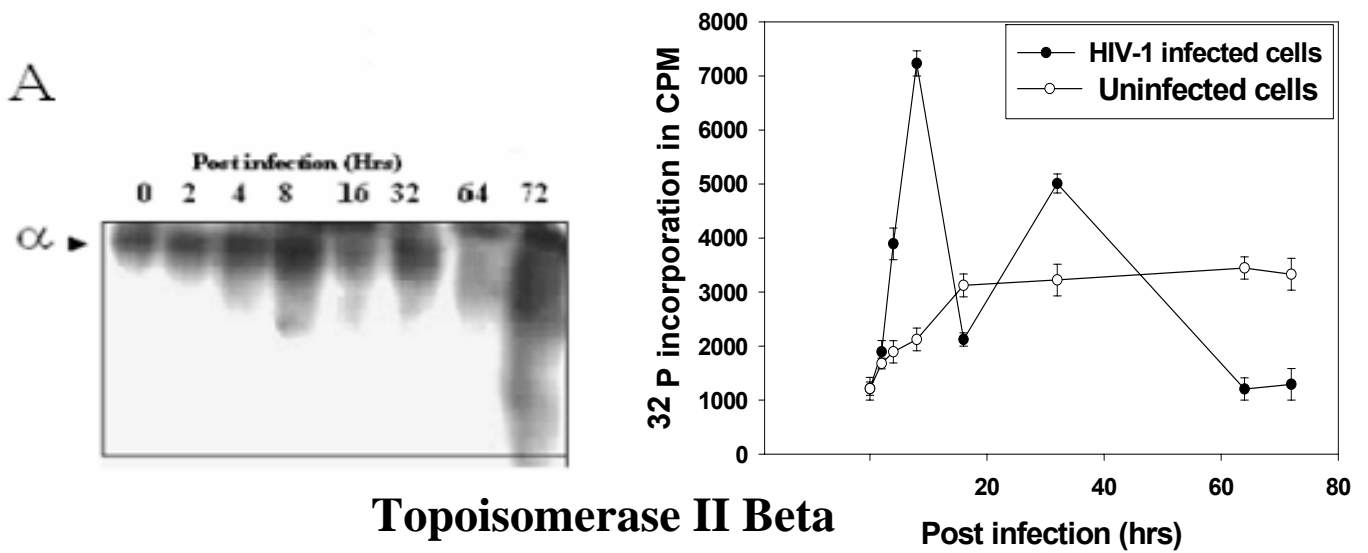 A
Post infection (Hrs)
0 2 4 8 16 32 64 72
α
Topoisomerase II Beta
32 P incorporation in CPM
8000
7000
6000
5000
4000
3000
2000
1000
0
HIV-1 infected cells
Uninfected cells
20 40 60 80
Post infection (hrs)